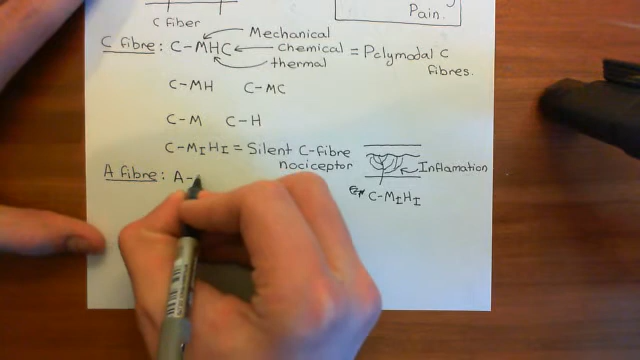 C fiber
Pain.
C fibre: C-MHC
Mechanical
chemical
thermal
= Polymodal C
fibres.
C-MH C-MC
C-M C-H
C-MIHI = Silent C-fibre
nociceptor
Inflamation
C-MIHI
A fibre: A-